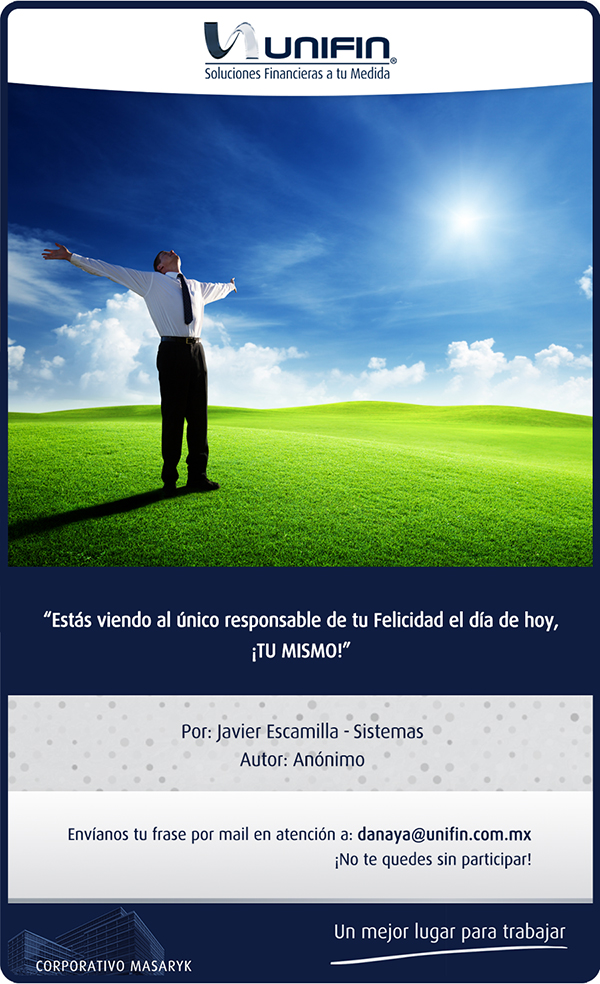 UNIFIN®
Soluciones Financieras a tu Medida
“Estás viendo al único responsable de tu Felicidad el día de hoy,
¡TU MISMO!”
Por: Javier Escamilla - Sistemas
Autor: Anónimo
Envíanos tu frase por mail en atención a: danaya@unifin.com.mx
¡No te quedes sin participar!
Un mejor lugar para trabajar
CORPORATIVO MASARYK